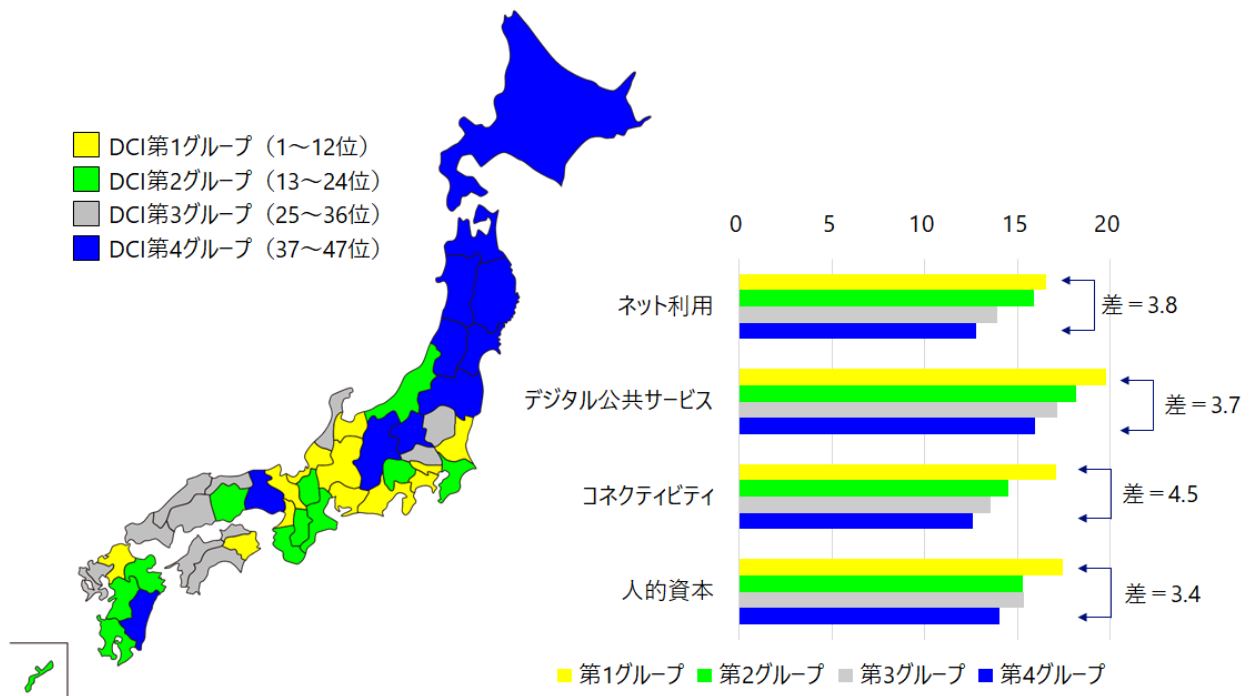 DCI第1グループ（1～12位）
DCI第2グループ（13～24位）
DCI第3グループ（25～36位）
DCI第4グループ（37～47位）
0 5 10 15 20
ネット利用
差＝3.8
デジタル公共サービス
差＝3.7
コネクティビティ
差＝4.5
人的資本
差＝3.4
第1グループ 第2グループ 第3グループ 第4グループ